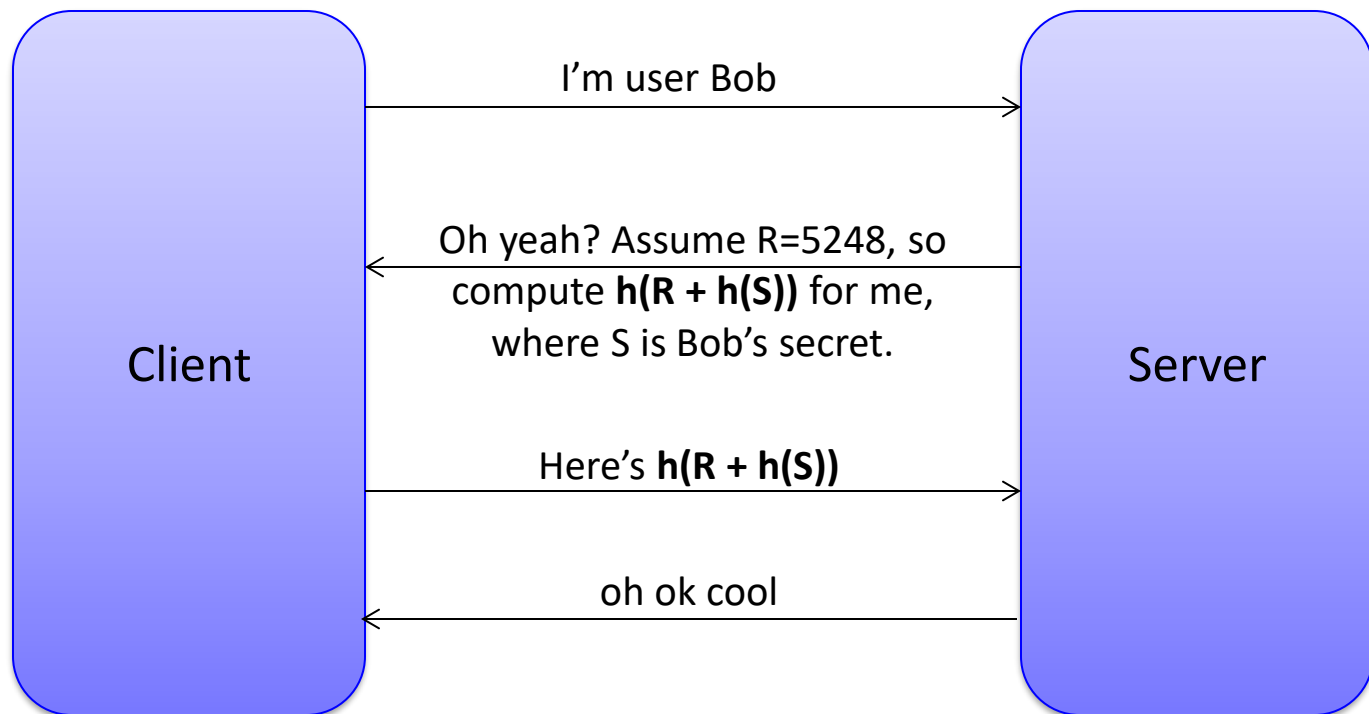 I’m user Bob
Oh yeah? Assume R=5248, so
compute h(R + h(S)) for me,
where S is Bob’s secret.
Client
Server
Here’s h(R + h(S))
oh ok cool